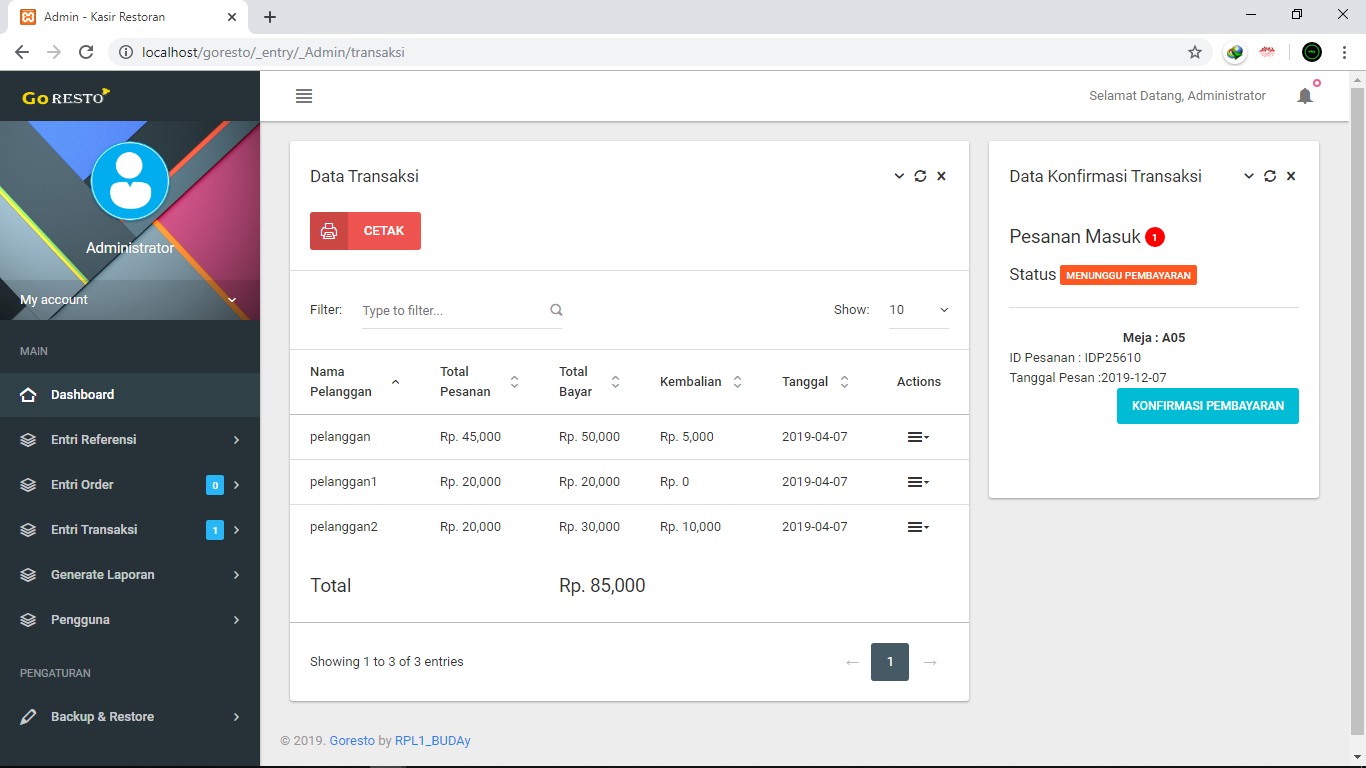 Admin - Kasir Restoran
localhost/goresto/_entry/_Admin/transaksi
Go RESTO
Selamat Datang, Administrator
Administrator
My account
MAIN
Dashboard
Entri Referensi
Entri Order 0
Entri Transaksi 1
Generate Laporan
Pengguna
PENGATURAN
Backup & Restore
Data Transaksi
CETAK
Filter: Type to filter... Show: 10
Nama Pelanggan Total Pesanan Total Bayar Kembalian Tanggal Actions
pelanggan Rp. 45,000 Rp. 50,000 Rp. 5,000 2019-04-07
pelanggan1 Rp. 20,000 Rp. 20,000 Rp. 0 2019-04-07
pelanggan2 Rp. 20,000 Rp. 30,000 Rp. 10,000 2019-04-07
Total Rp. 85,000
Showing 1 to 3 of 3 entries ← 1 →
Data Konfirmasi Transaksi
Pesanan Masuk 1
Status MENUNGGU PEMBAYARAN
Meja : A05
ID Pesanan : IDP25610
Tanggal Pesan :2019-12-07
KONFIRMASI PEMBAYARAN
© 2019. Goresto by RPL1_BUDAy